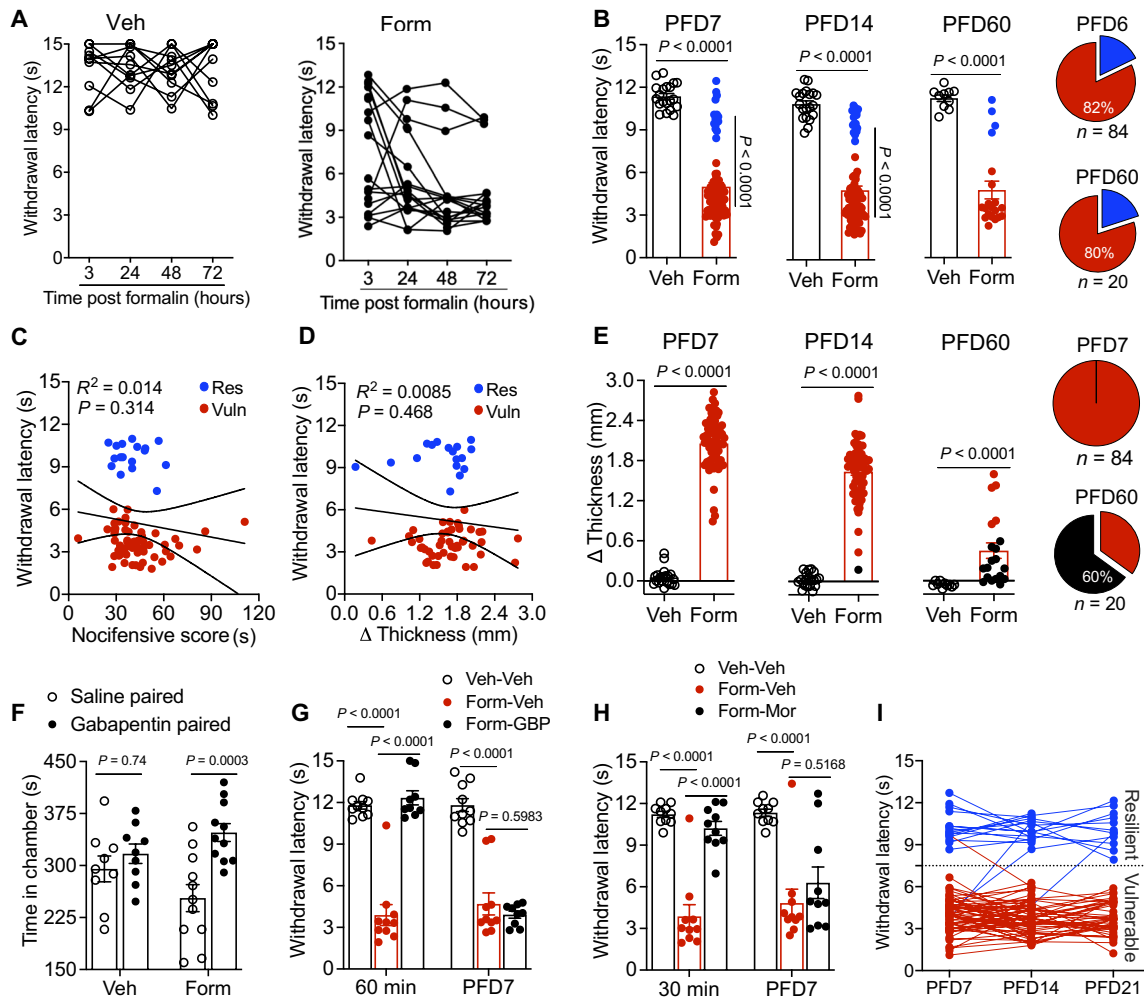 A
Veh
Form
Withdrawal latency (s)
15
12
9
6
3
0
3 24 48 72
Time post formalin (hours)
Withdrawal latency (s)
15
12
9
6
3
0
3 24 48 72
Time post formalin (hours)
B
PFD7
PFD14
PFD60
P < 0.0001
P < 0.0001
P < 0.0001
Withdrawal latency (s)
15
12
9
6
3
0
P < 0.0001
P < 0.0001
Veh Form
Veh Form
Veh Form
PFD6
82%
n = 84
PFD60
80%
n = 20
C
Withdrawal latency (s)
15
12
9
6
3
0
R2 = 0.014
P = 0.314
Res
Vuln
0 30 60 90 120
Nocifensive score (s)
D
Withdrawal latency (s)
15
12
9
6
3
0
R2 = 0.0085
P = 0.468
Res
Vuln
0.0 0.6 1.2 1.8 2.4 3.0
Δ Thickness (mm)
E
PFD7
PFD14
PFD60
P < 0.0001
P < 0.0001
P < 0.0001
Δ Thickness (mm)
3.0
2.4
1.8
1.2
0.6
0.0
Veh Form
Veh Form
Veh Form
PFD7
n = 84
PFD60
60%
n = 20
F
Saline paired
Gabapentin paired
P = 0.74
P = 0.0003
Time in chamber (s)
450
375
300
225
150
Veh Form
G
Veh-Veh
Form-Veh
Form-GBP
P < 0.0001
P < 0.0001
P < 0.0001
P = 0.5983
Withdrawal latency (s)
15
12
9
6
3
0
60 min PFD7
H
Veh-Veh
Form-Veh
Form-Mor
P < 0.0001
P < 0.0001
P < 0.0001
P = 0.5168
Withdrawal latency (s)
15
12
9
6
3
0
30 min PFD7
I
Withdrawal latency (s)
15
12
9
6
3
0
Resilient
Vulnerable
PFD7 PFD14 PFD21